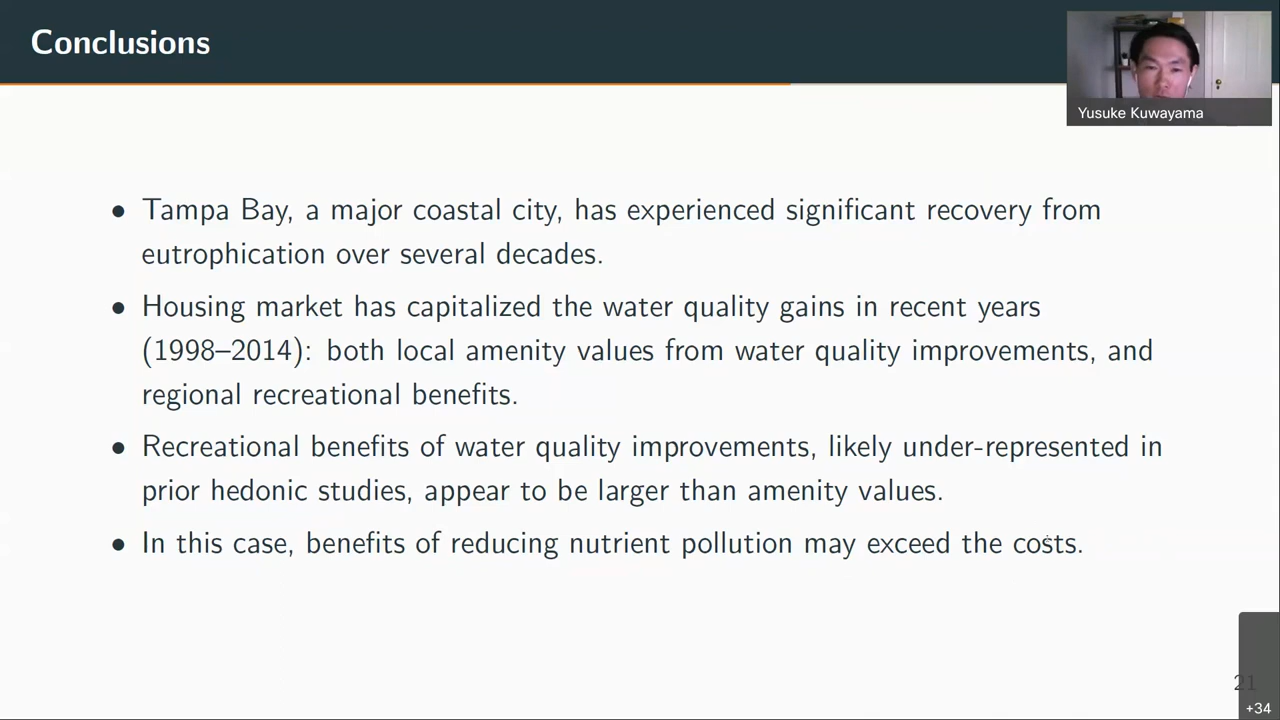 Conclusions
Yusuke Kuwayama
• Tampa Bay, a major coastal city, has experienced significant recovery from
eutrophication over several decades.
• Housing market has capitalized the water quality gains in recent years
(1998–2014): both local amenity values from water quality improvements, and
regional recreational benefits.
• Recreational benefits of water quality improvements, likely under-represented in
prior hedonic studies, appear to be larger than amenity values.
• In this case, benefits of reducing nutrient pollution may exceed the costs.
21
+34